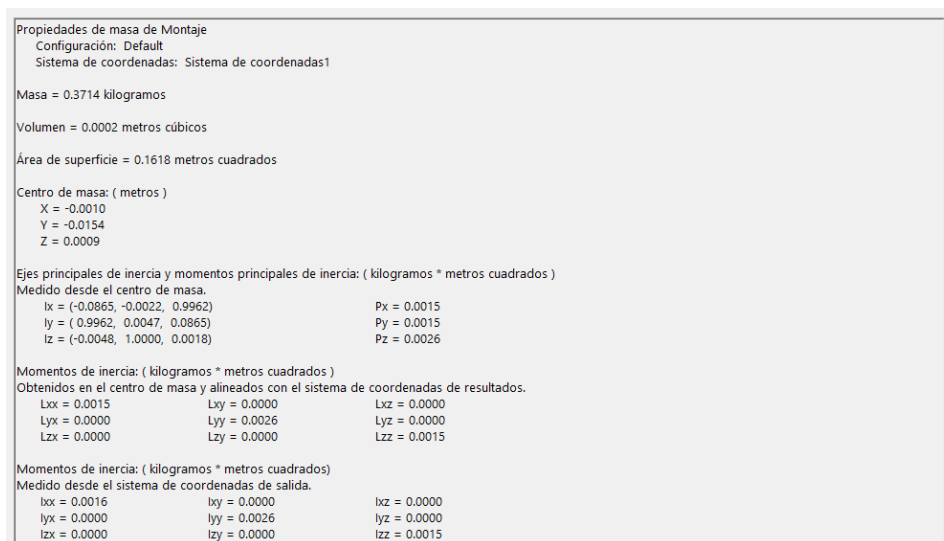 Propiedades de masa de Montaje
Configuración: Default
Sistema de coordenadas: Sistema de coordenadas1
Masa = 0.3714 kilogramos
Volumen = 0.0002 metros cúbicos
Área de superficie = 0.1618 metros cuadrados
Centro de masa: ( metros )
X = -0.0010
Y = -0.0154
Z = 0.0009
Ejes principales de inercia y momentos principales de inercia: ( kilogramos * metros cuadrados )
Medido desde el centro de masa.
Ix = (-0.0865, -0.0022, 0.9962) Px = 0.0015
Iy = ( 0.9962, 0.0047, 0.0865) Py = 0.0015
Iz = (-0.0048, 1.0000, 0.0018) Pz = 0.0026
Momentos de inercia: ( kilogramos * metros cuadrados )
Obtenidos en el centro de masa y alineados con el sistema de coordenadas de resultados.
Lxx = 0.0015 Lxy = 0.0000 Lxz = 0.0000
Lyx = 0.0000 Lyy = 0.0026 Lyz = 0.0000
Lzx = 0.0000 Lzy = 0.0000 Lzz = 0.0015
Momentos de inercia: ( kilogramos * metros cuadrados)
Medido desde el sistema de coordenadas de salida.
Ixx = 0.0016 Ixy = 0.0000 Ixz = 0.0000
Iyx = 0.0000 Iyy = 0.0026 Iyz = 0.0000
Izx = 0.0000 Izy = 0.0000 Izz = 0.0015